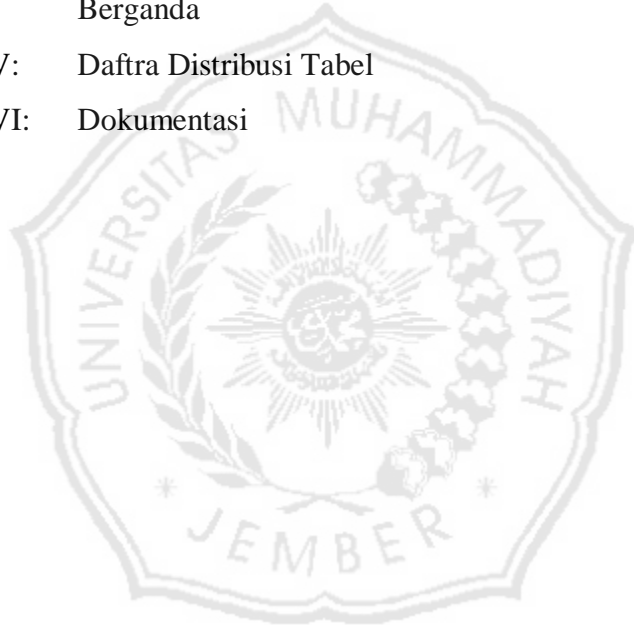 Berganda
V: Daftra Distribusi Tabel
VI: Dokumentasi
UNIVERSITAS MUHAMMADIYAH
* JEMBER *